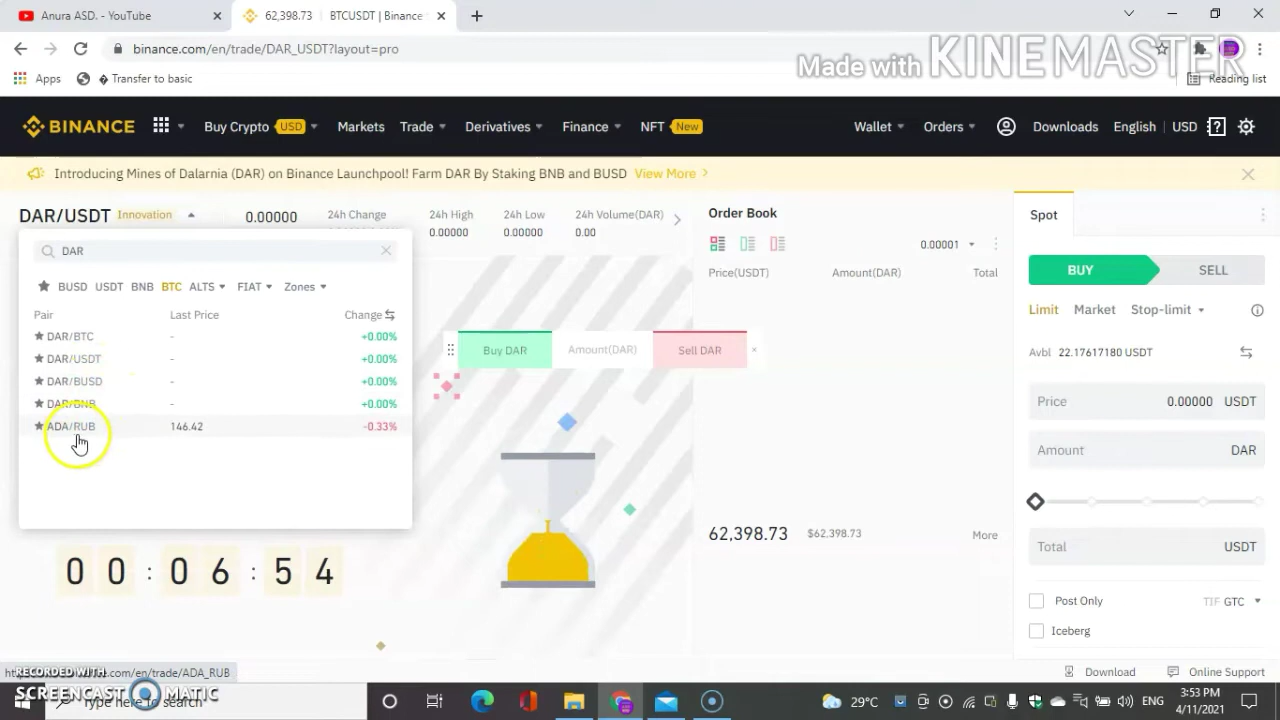 Anura ASD. - YouTube
62,398.73 | BTCUSDT | Binance
binance.com/en/trade/DAR_USDT?layout=pro
Made with KINEMASTER
Apps
Transfer to basic
Reading list
BINANCE
Buy Crypto USD
Markets
Trade
Derivatives
Finance
NFT New
Wallet
Orders
Downloads
English
USD
Introducing Mines of Dalarnia (DAR) on Binance Launchpool! Farm DAR By Staking BNB and BUSD View More
DAR/USDT Innovation
0.00000
24h Change
24h High
0.00000
24h Low
0.00000
24h Volume(DAR)
0.00
DAR
BUSD USDT BNB BTC ALTS FIAT Zones
Pair Last Price Change
DAR/BTC - +0.00%
DAR/USDT - +0.00%
DAR/BUSD - +0.00%
DAR/BNB - +0.00%
ADA/RUB 146.42 -0.33%
00 : 06 : 54
Buy DAR
Amount(DAR)
Sell DAR
Order Book
0.00001
Price(USDT) Amount(DAR) Total
62,398.73 $62,398.73 More
Spot
BUY SELL
Limit Market Stop-limit
Avbl 22.17617180 USDT
Price 0.00000 USDT
Amount DAR
Total USDT
Post Only TIF GTC
Iceberg
Download
Online Support
.com/en/trade/ADA_RUB
RECORDED WITH
SCREENCAST MATIC
Type here to search
29°C
ENG
3:53 PM
4/11/2021